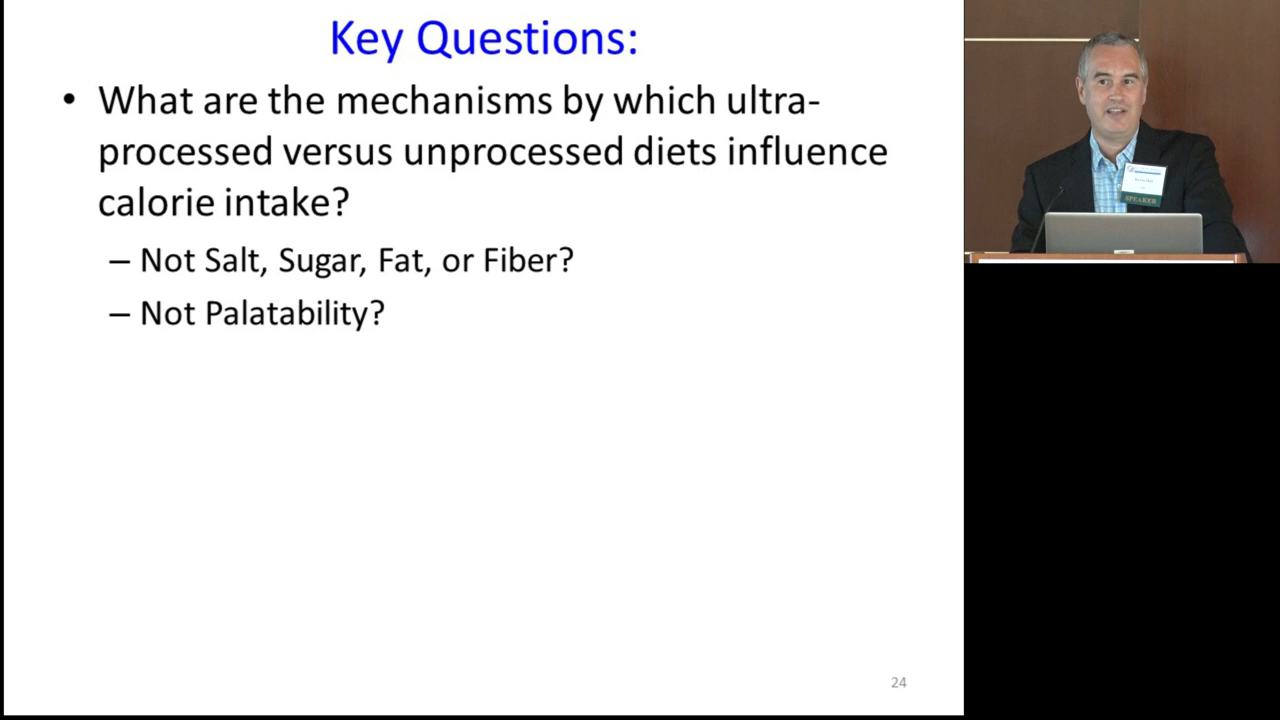 Key Questions:
• What are the mechanisms by which ultra-
processed versus unprocessed diets influence
calorie intake?
– Not Salt, Sugar, Fat, or Fiber?
– Not Palatability?
24
SPEAKER